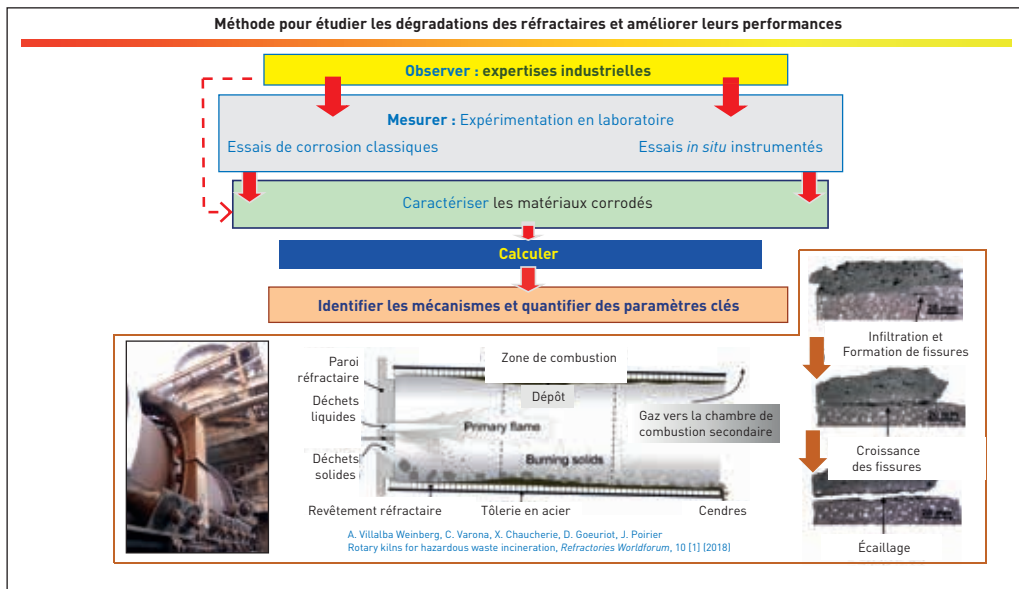 Méthode pour étudier les dégradations des réfractaires et améliorer leurs performances
Observer : expertises industrielles
Mesurer : Expérimentation en laboratoire
Essais de corrosion classiques
Essais in situ instrumentés
Caractériser les matériaux corrodés
Calculer
Identifier les mécanismes et quantifier des paramètres clés
Infiltration et
Formation de fissures
Croissance
des fissures
Écaillage
Paroi
réfractaire
Déchets
liquides
Déchets
solides
Zone de combustion
Dépôt
Primary flame
Burning solids
Gaz vers la chambre de
combustion secondaire
Revêtement réfractaire
Tôlerie en acier
Cendres
A. Villalba Weinberg, C. Varona, X. Chaucherie, D. Goeuriot, J. Poirier
Rotary kilns for hazardous waste incineration, Refractories Worldforum, 10 [1] (2018)